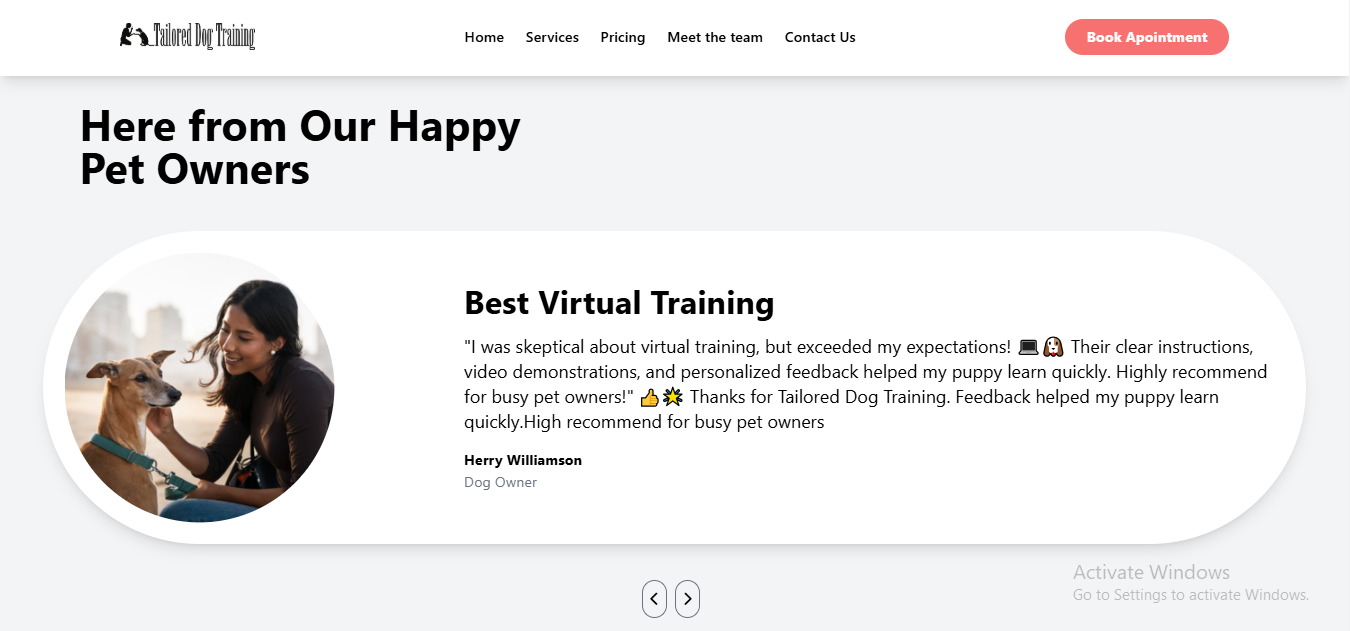 Tailored Dog Training
Home Services Pricing Meet the team Contact Us
Book Apointment
Here from Our Happy
Pet Owners
Best Virtual Training
"I was skeptical about virtual training, but exceeded my expectations! 💻🐶 Their clear instructions,
video demonstrations, and personalized feedback helped my puppy learn quickly. Highly recommend
for busy pet owners!" 👍🌟 Thanks for Tailored Dog Training. Feedback helped my puppy learn
quickly.High recommend for busy pet owners
Herry Williamson
Dog Owner
Activate Windows
Go to Settings to activate Windows.